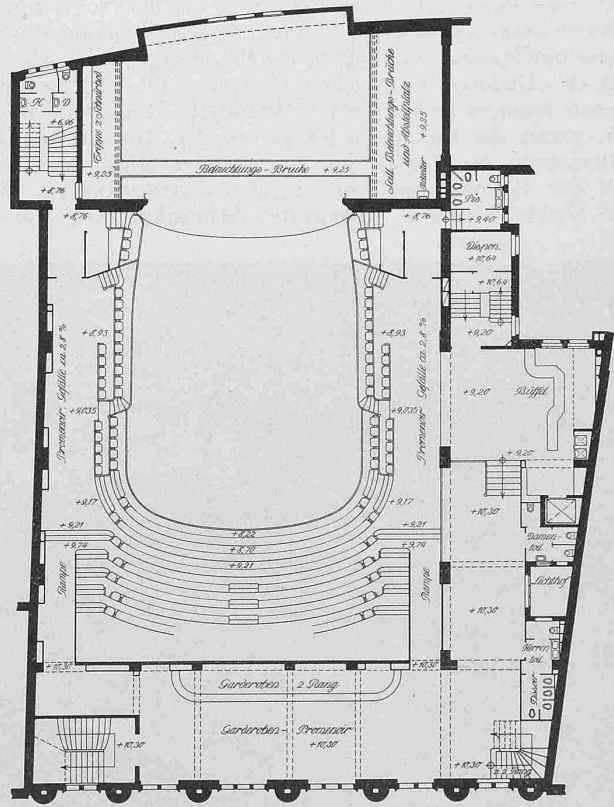 H. D.
+6,96
+8,76
+8,76
+9,25
Beleuchtungs-Brücke +9,25
Seitl. Beleuchtungs-Brücke
und Abstellplatz
+9,25
+8,76
Pis.
+9,40
Dispon.
+10,64
+10,64
+9,20
+8,93
+8,93
Promenoir Gefälle ca. 2,8 %
Promenoir Gefälle ca. 2,8 %
+9,035
+9,035
+9,20
Büffet
+9,20
+9,17
+9,17
+10,30
+9,21
+8,22
+9,21
+9,74
+8,70
+9,74
+9,21
Damen-
toil.
Rampe
Rampe
Lichthof
+10,30
Herren
toil.
+10,30
+10,30
Pissoir
Garderoben 2. Rang
Garderoben-Promenoir
+10,30
+10,30
+10,30
z. 2. Rang